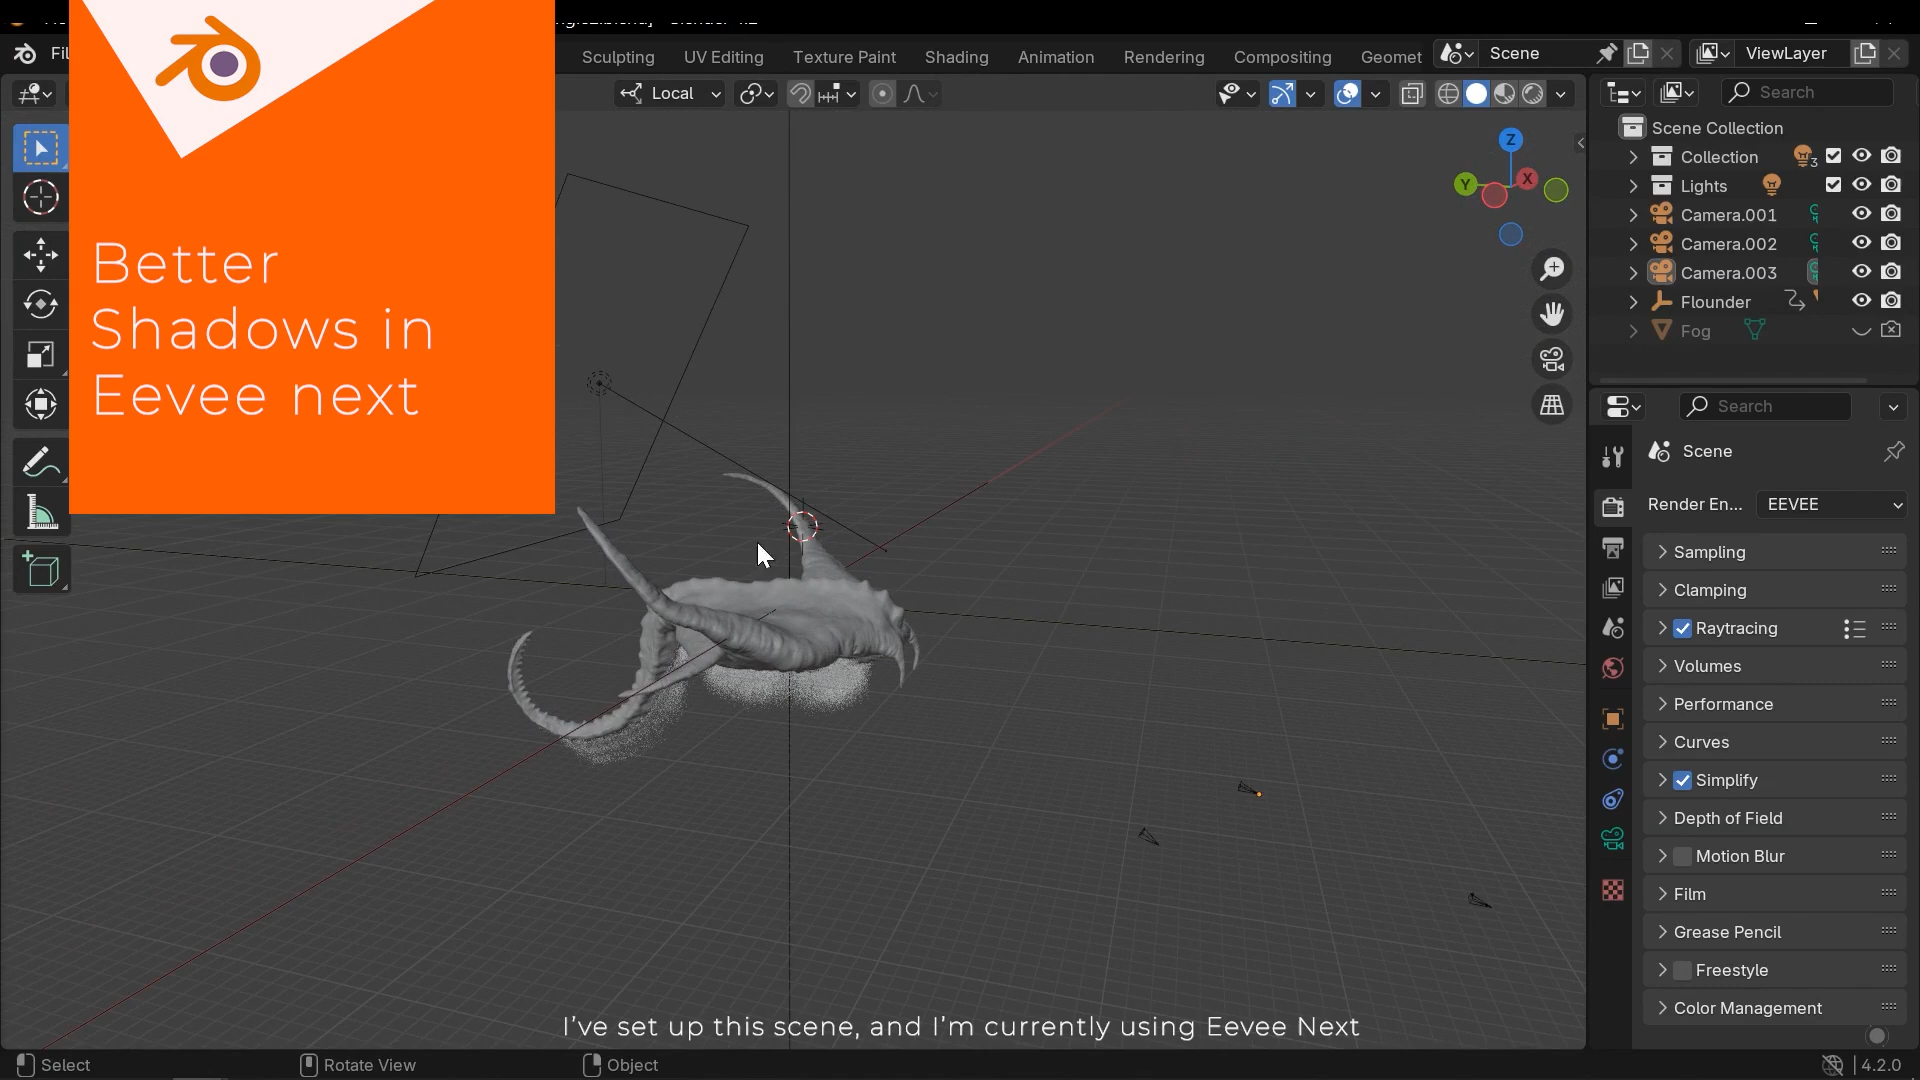 Fil
Sculpting
UV Editing
Texture Paint
Shading
Animation
Rendering
Compositing
Geomet
Scene
ViewLayer
Local
Search
Z
Y
X
Scene Collection
Collection
3
Lights
Camera.001
Camera.002
Camera.003
Flounder
Fog
Better
Shadows in
Eevee next
Search
Scene
Render En...
EEVEE
Sampling
Clamping
Raytracing
Volumes
Performance
Curves
Simplify
Depth of Field
Motion Blur
Film
Grease Pencil
Freestyle
Color Management
I've set up this scene, and I'm currently using Eevee Next
Select
Rotate View
Object
4.2.0